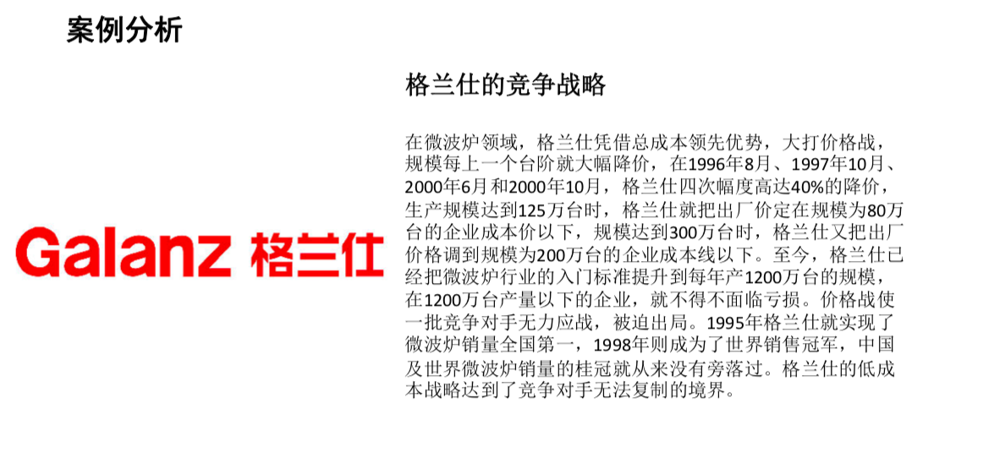 案例分析
格兰仕的竞争战略
在微波炉领域，格兰仕凭借总成本领先优势，大打价格战，
规模每上一个台阶就大幅降价，在1996年8月、1997年10月、
2000年6月和2000年10月，格兰仕四次幅度高达40%的降价，
生产规模达到125万台时，格兰仕就把出厂价定在规模为80万
台的企业成本价以下，规模达到300万台时，格兰仕又把出厂
价格调到规模为200万台的企业成本线以下。至今，格兰仕已
经把微波炉行业的入门标准提升到每年产1200万台的规模，
在1200万台产量以下的企业，就不得不面临亏损。价格战使
一批竞争对手无力应战，被迫出局。1995年格兰仕就实现了
微波炉销量全国第一，1998年则成为了世界销售冠军，中国
及世界微波炉销量的桂冠就从来没有旁落过。格兰仕的低成
本战略达到了竞争对手无法复制的境界。
Galanz 格兰仕